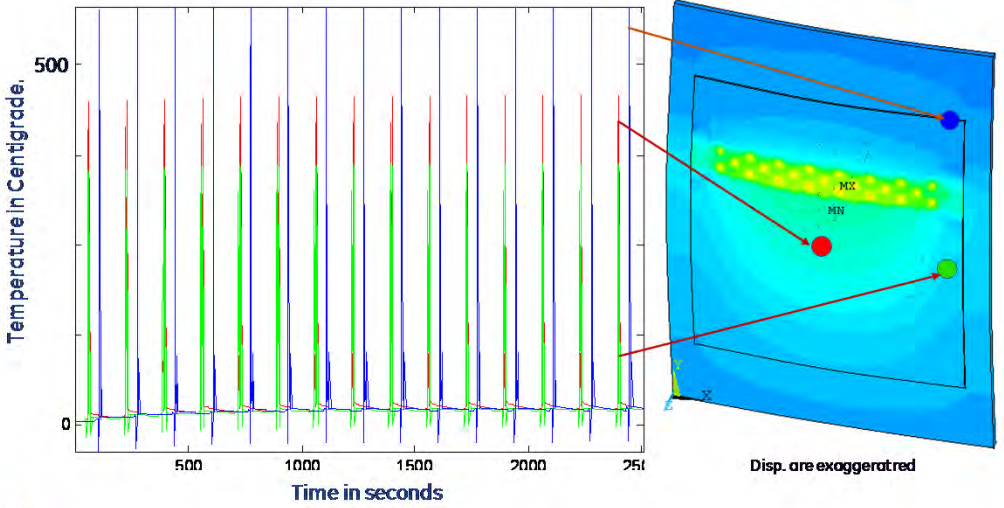 500
Temperature in Centigrade.
0
500
1000
1500
2000
250
Time in seconds
MX
MN
Y
Z
X
Disp. are exaggeratred